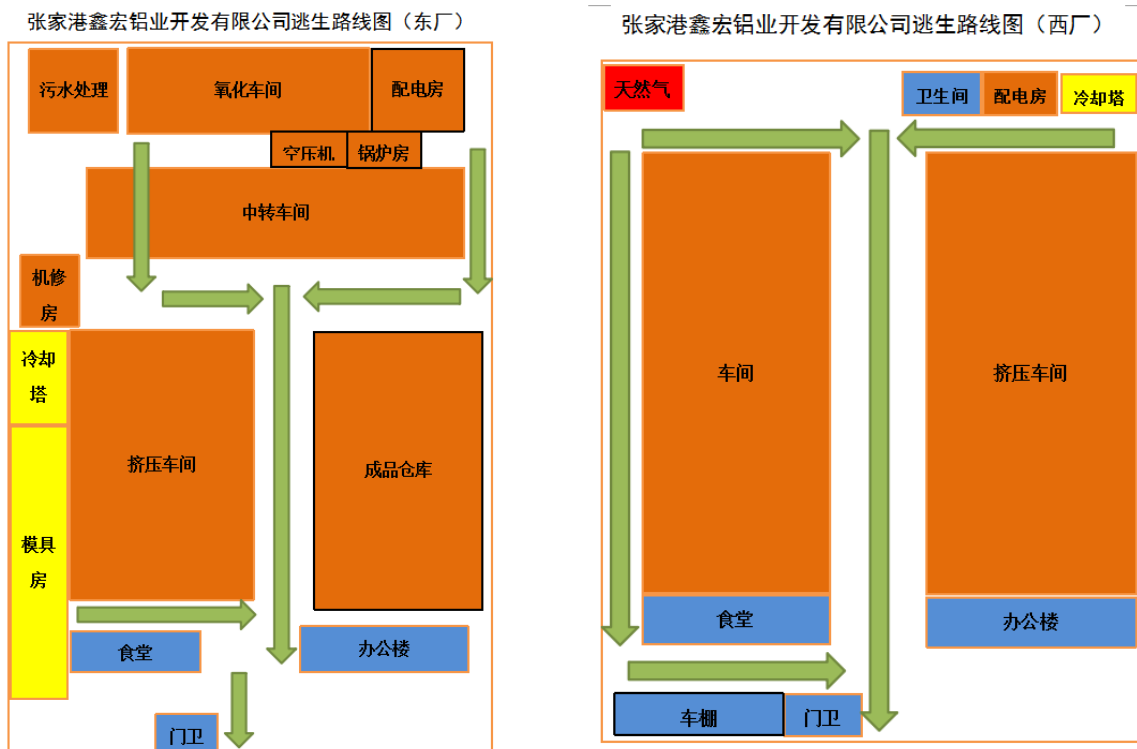 张家港鑫宏铝业开发有限公司逃生路线图（东厂）
污水处理
氧化车间
配电房
空压机
锅炉房
中转车间
机修
房
冷却
塔
挤压车间
成品仓库
模具
房
食堂
办公楼
门卫
张家港鑫宏铝业开发有限公司逃生路线图（西厂）
天然气
卫生间
配电房
冷却塔
车间
挤压车间
食堂
办公楼
车棚
门卫